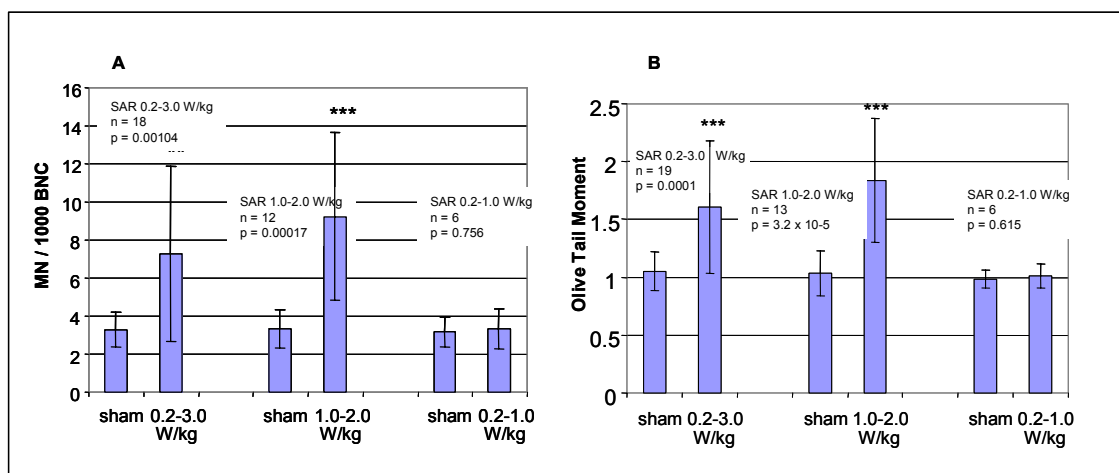 A
MN / 1000 BNC
16
14
12
10
8
6
4
2
0
SAR 0.2-3.0 W/kg
n = 18
p = 0.00104
***
SAR 1.0-2.0 W/kg
n = 12
p = 0.00017
SAR 0.2-1.0 W/kg
n = 6
p = 0.756
sham 0.2-3.0 sham 1.0-2.0 sham 0.2-1.0
W/kg W/kg W/kg
B
Olive Tail Moment
2.5
2
1.5
1
0.5
0
***
SAR 0.2-3.0 W/kg
n = 19
p = 0.0001
***
SAR 1.0-2.0 W/kg
n = 13
p = 3.2 x 10-5
SAR 0.2-1.0 W/kg
n = 6
p = 0.615
sham 0.2-3.0 sham 1.0-2.0 sham 0.2-1.0
W/kg W/kg W/kg